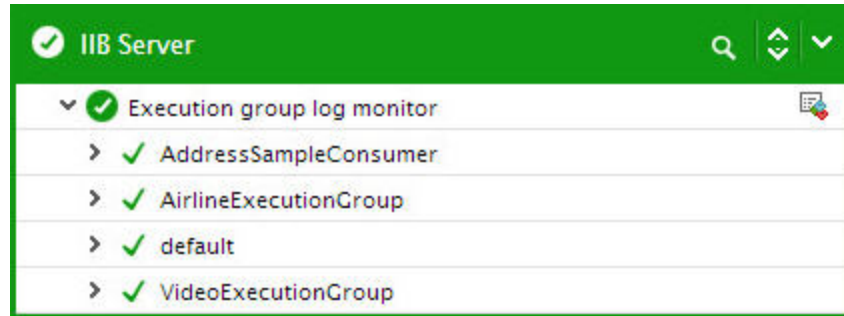 IIB Server
Execution group log monitor
AddressSampleConsumer
AirlineExecutionGroup
default
VideoExecutionGroup